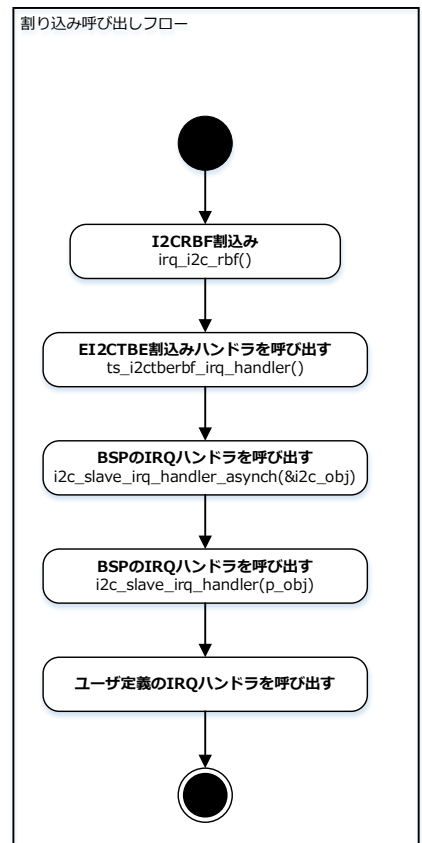 割り込み呼び出しフロー
I2CRBF割込み
irq_i2c_rbf()
EI2CTBE割込みハンドラを呼び出す
ts_i2ctberbf_irq_handler()
BSPのIRQハンドラを呼び出す
i2c_slave_irq_handler_asynch(&i2c_obj)
BSPのIRQハンドラを呼び出す
i2c_slave_irq_handler(p_obj)
ユーザ定義のIRQハンドラを呼び出す